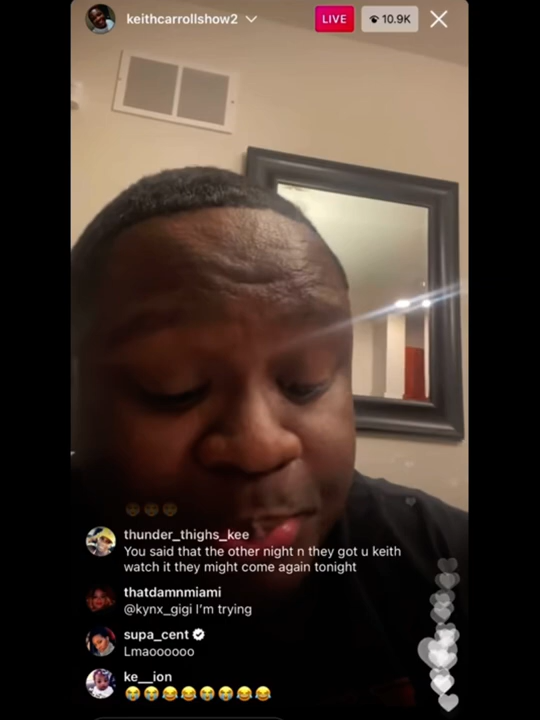 keithcarrollshow2
LIVE
10.9K
thunder_thighs_kee
You said that the other night n they got u keith
watch it they might come again tonight
thatdamnmiami
@kynx_gigi I'm trying
supa_cent
Lmaoooooo
ke__ion
😭😭😂😂😭😭😂😂